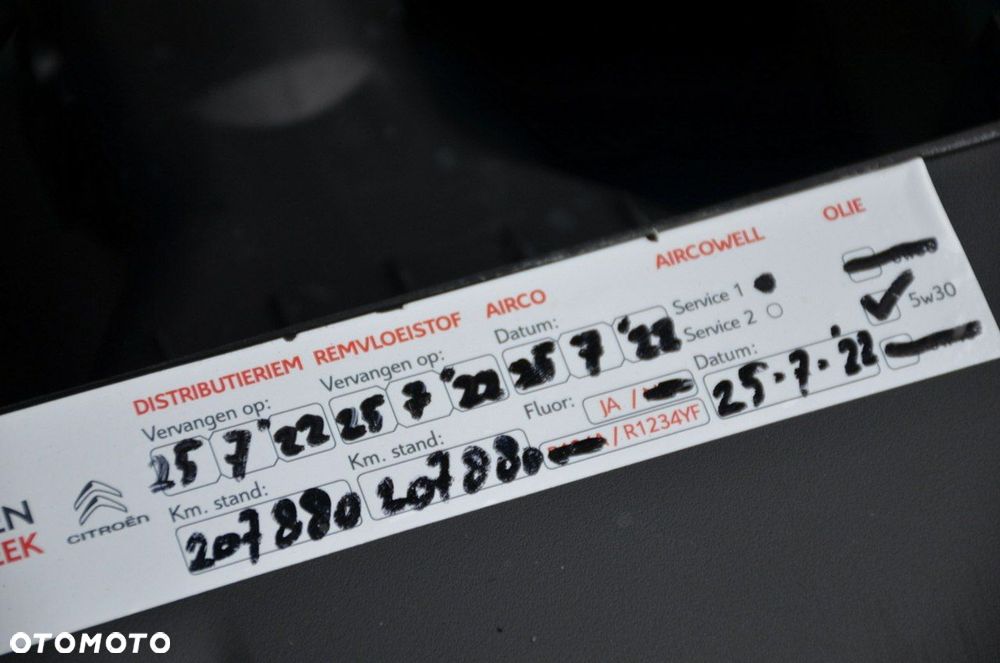 DISTRIBUTIERIEM REMVLOEISTOF AIRCO AIRCOWELL OLIE
Vervangen op: Vervangen op: Datum: Service 1
25 7 '22 25 7 '22 25 7 '22 Service 2 5w30
Km. stand: Km. stand: Fluor: JA / Datum:
207880 207880 / R1234YF 25.7.'22
CITROËN
EK
OTOMOTO